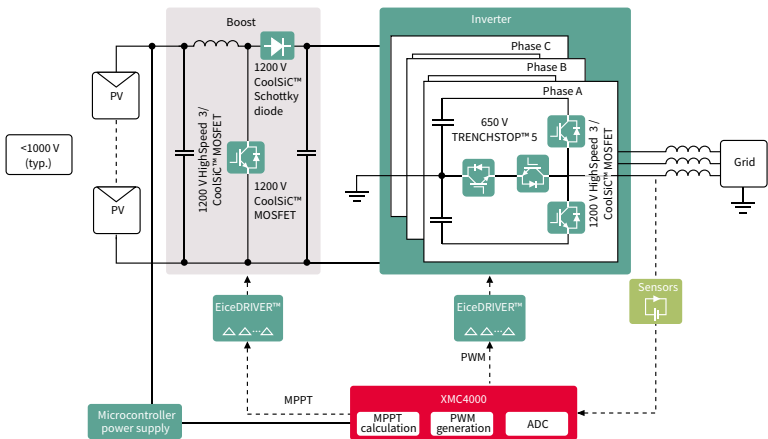 Boost
Inverter
Phase C
Phase B
Phase A
PV
PV
<1000 V
(typ.)
1200 V HighSpeed 3/
CoolSiC™ MOSFET
1200 V
CoolSiC™
Schottky
diode
1200 V
CoolSiC™
MOSFET
650 V
TRENCHSTOP™ 5
1200 V HighSpeed 3 /
CoolSiC™ MOSFET
Grid
Sensors
EiceDRIVER™
EiceDRIVER™
PWM
MPPT
Microcontroller
power supply
XMC4000
MPPT
calculation
PWM
generation
ADC